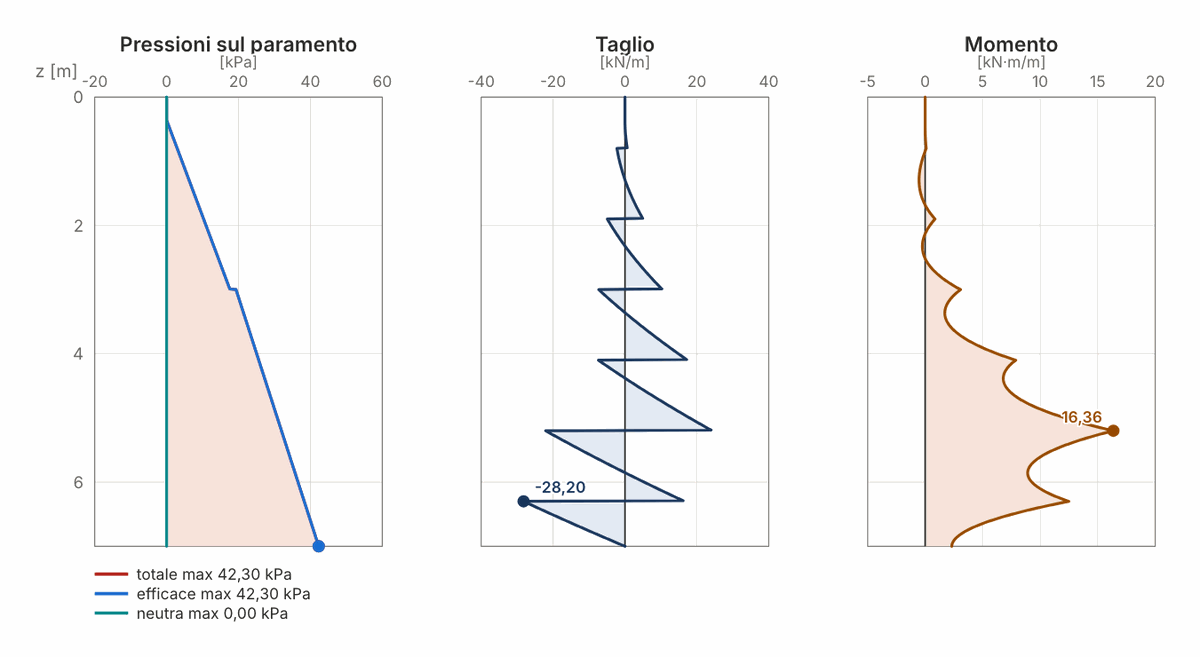 Pressioni sul paramento
[kPa]
z [m]
-20 0 20 40 60
0
2
4
6
totale max 42,30 kPa
efficace max 42,30 kPa
neutra max 0,00 kPa
Taglio
[kN/m]
-40 -20 0 20 40
-28,20
Momento
[kN·m/m]
-5 0 5 10 15 20
16,36